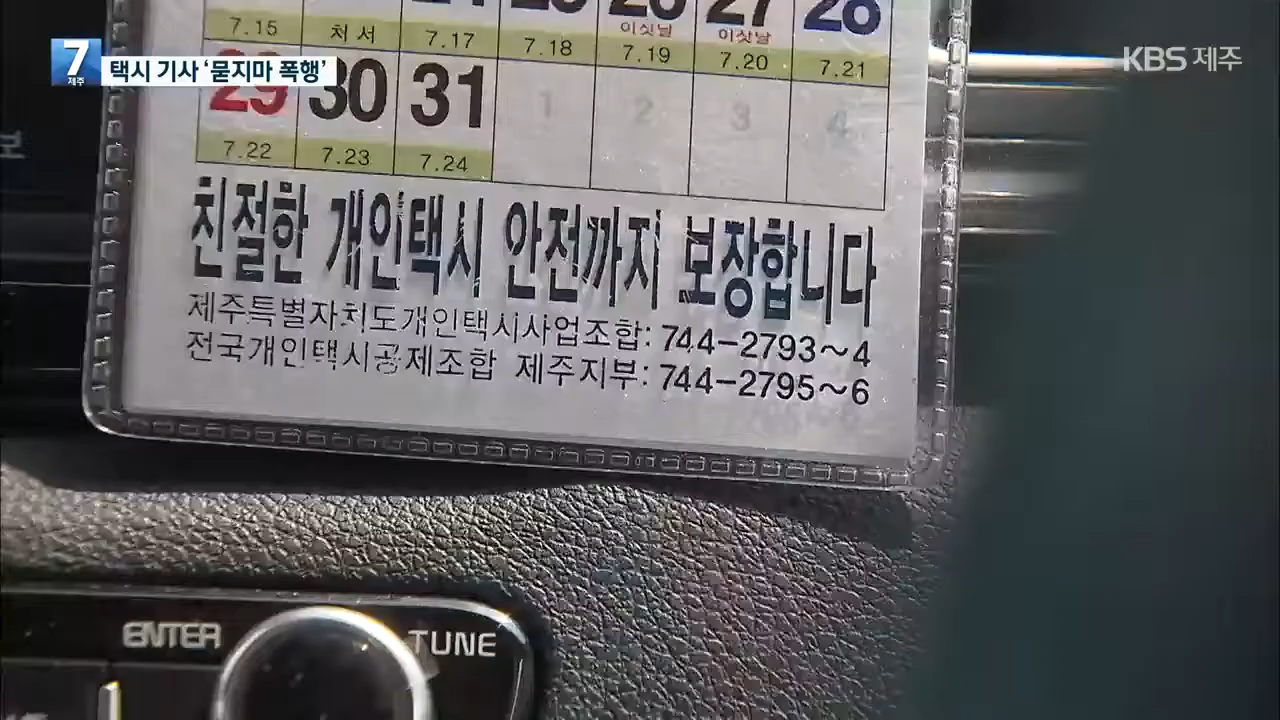 7 제주 택시 기사 ‘묻지마 폭행’
KBS 제주
27 28
이삿날 이삿날
7.15 처서 7.17 7.18 7.19 7.20 7.21
29 30 31 1 2 3 4
7.22 7.23 7.24
친절한 개인택시 안전까지 보장합니다
제주특별자치도개인택시사업조합: 744-2793~4
전국개인택시공제조합 제주지부: 744-2795~6
ENTER TUNE